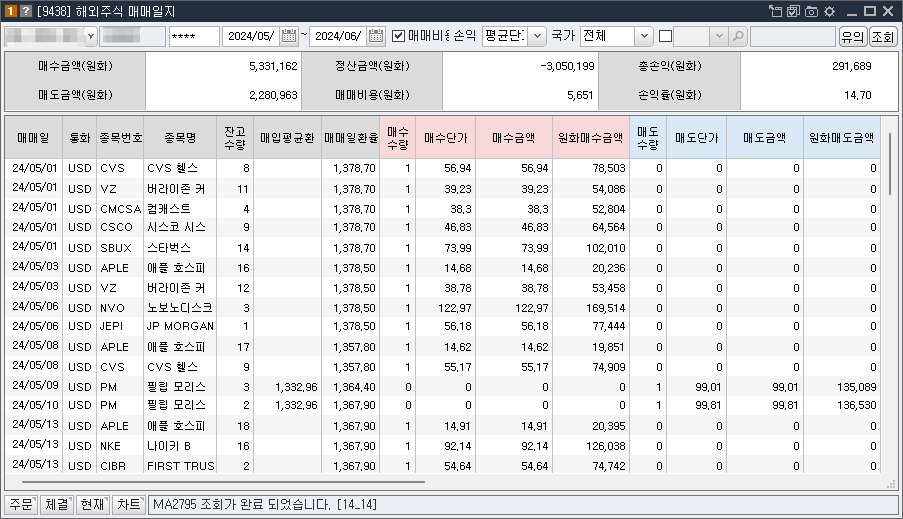 1 ? [9438] 해외주식 매매일지
**** 2024/05/ ~ 2024/06/ 매매비용 손익 평균단가 국가 전체 유의 조회
매수금액(원화) 5,331,162 정산금액(원화) -3,050,199 총손익(원화) 291,689
매도금액(원화) 2,280,963 매매비용(원화) 5,651 손익율(원화) 14.70
매매일 통화 종목번호 종목명 잔고수량 매입평균환 매매일환율 매수수량 매수단가 매수금액 원화매수금액 매도수량 매도단가 매도금액 원화매도금액
24/05/01 USD CVS CVS 헬스 8 1,378.70 1 56.94 56.94 78,503 0 0 0 0
24/05/01 USD VZ 버라이존 커 11 1,378.70 1 39.23 39.23 54,086 0 0 0 0
24/05/01 USD CMCSA 컴캐스트 4 1,378.70 1 38.3 38.3 52,804 0 0 0 0
24/05/01 USD CSCO 시스코 시스 9 1,378.70 1 46.83 46.83 64,564 0 0 0 0
24/05/01 USD SBUX 스타벅스 14 1,378.70 1 73.99 73.99 102,010 0 0 0 0
24/05/03 USD APLE 애플 호스피 16 1,378.50 1 14.68 14.68 20,236 0 0 0 0
24/05/03 USD VZ 버라이존 커 12 1,378.50 1 38.78 38.78 53,458 0 0 0 0
24/05/06 USD NVO 노보노디스크 3 1,378.50 1 122.97 122.97 169,514 0 0 0 0
24/05/06 USD JEPI JP MORGAN 1 1,378.50 1 56.18 56.18 77,444 0 0 0 0
24/05/08 USD APLE 애플 호스피 17 1,357.80 1 14.62 14.62 19,851 0 0 0 0
24/05/08 USD CVS CVS 헬스 9 1,357.80 1 55.17 55.17 74,909 0 0 0 0
24/05/09 USD PM 필립 모리스 3 1,332.96 1,364.40 0 0 0 0 1 99.01 99.01 135,089
24/05/10 USD PM 필립 모리스 2 1,332.96 1,367.90 0 0 0 0 1 99.81 99.81 136,530
24/05/13 USD APLE 애플 호스피 18 1,367.90 1 14.91 14.91 20,395 0 0 0 0
24/05/13 USD NKE 나이키 B 16 1,367.90 1 92.14 92.14 126,038 0 0 0 0
24/05/13 USD CIBR FIRST TRUS 2 1,367.90 1 54.64 54.64 74,742 0 0 0 0
주문 체결 현재 차트 MA2795 조회가 완료 되었습니다. [14_14]